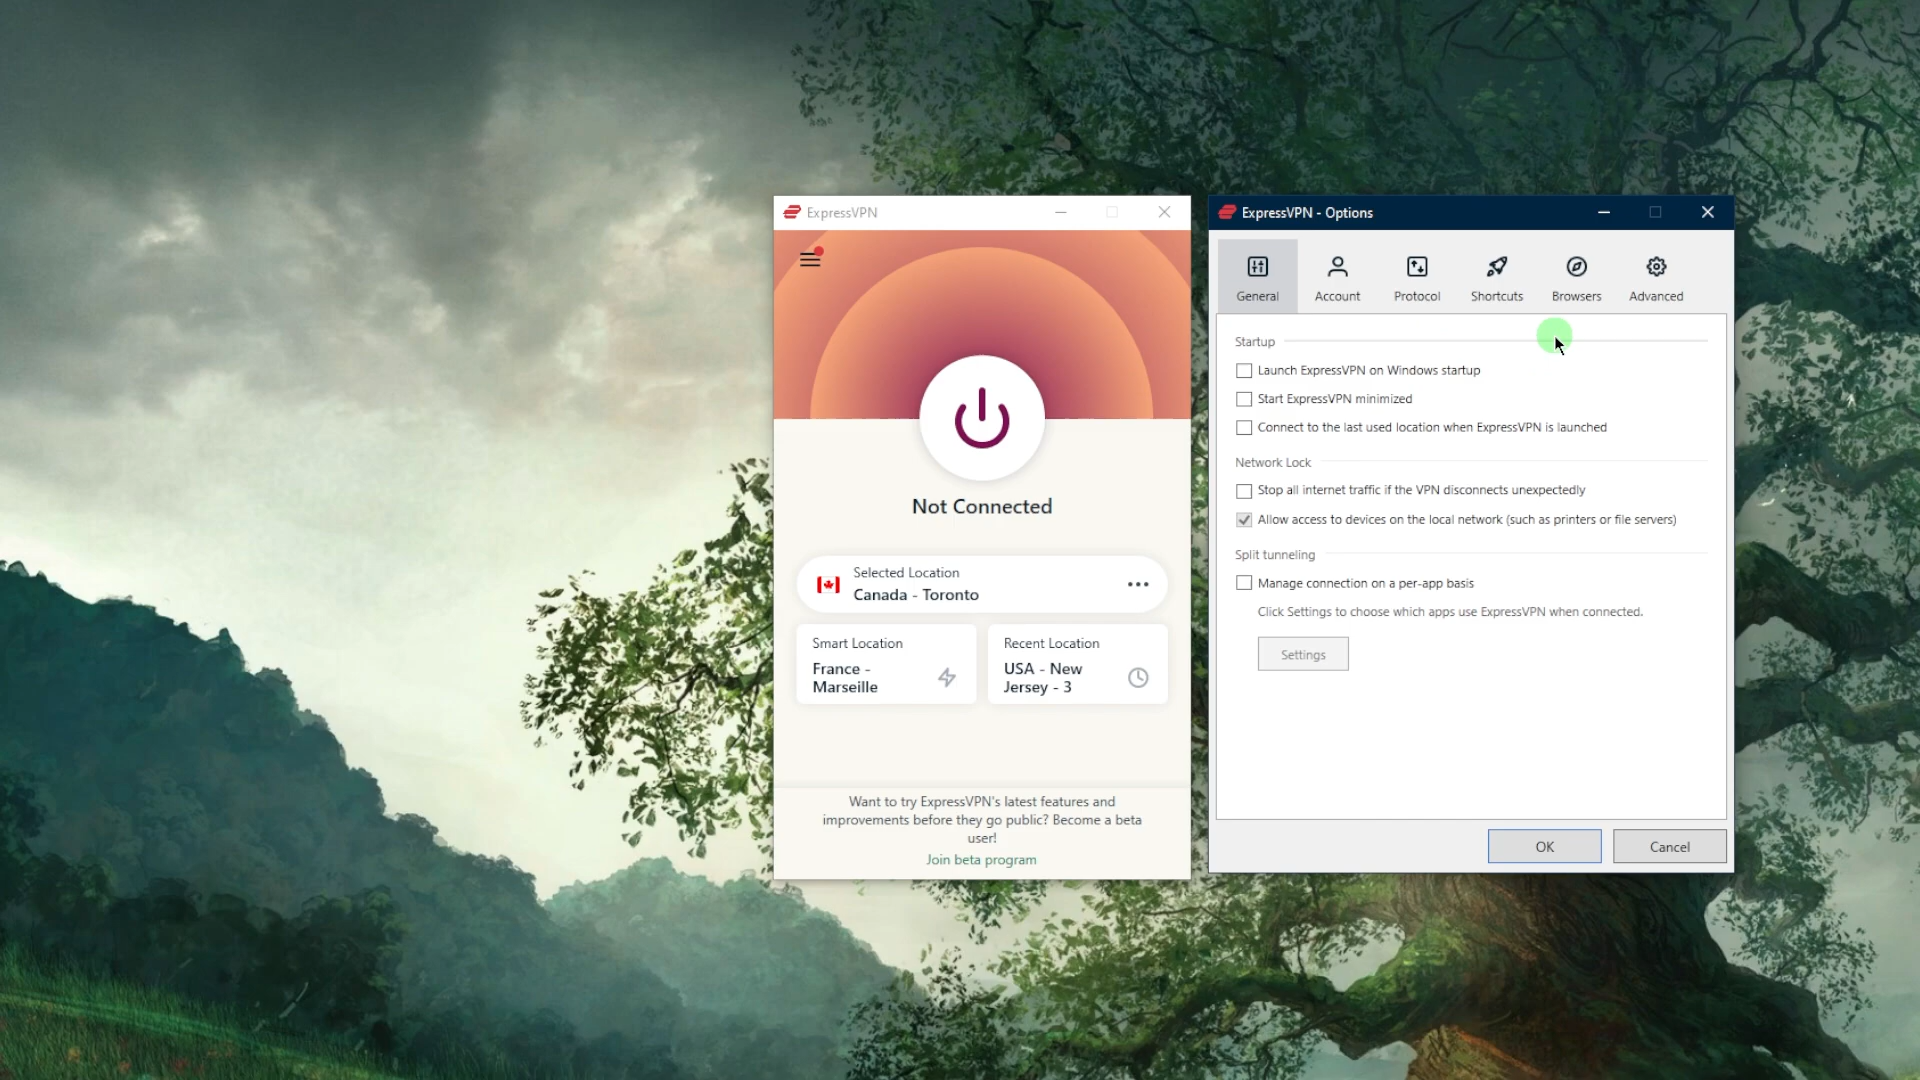 ExpressVPN
Not Connected
Selected Location
Canada - Toronto
Smart Location
France -
Marseille
Recent Location
USA - New
Jersey - 3
Want to try ExpressVPN's latest features and
improvements before they go public? Become a beta
user!
Join beta program
ExpressVPN - Options
General Account Protocol Shortcuts Browsers Advanced
Startup
Launch ExpressVPN on Windows startup
Start ExpressVPN minimized
Connect to the last used location when ExpressVPN is launched
Network Lock
Stop all internet traffic if the VPN disconnects unexpectedly
Allow access to devices on the local network (such as printers or file servers)
Split tunneling
Manage connection on a per-app basis
Click Settings to choose which apps use ExpressVPN when connected.
Settings
OK Cancel